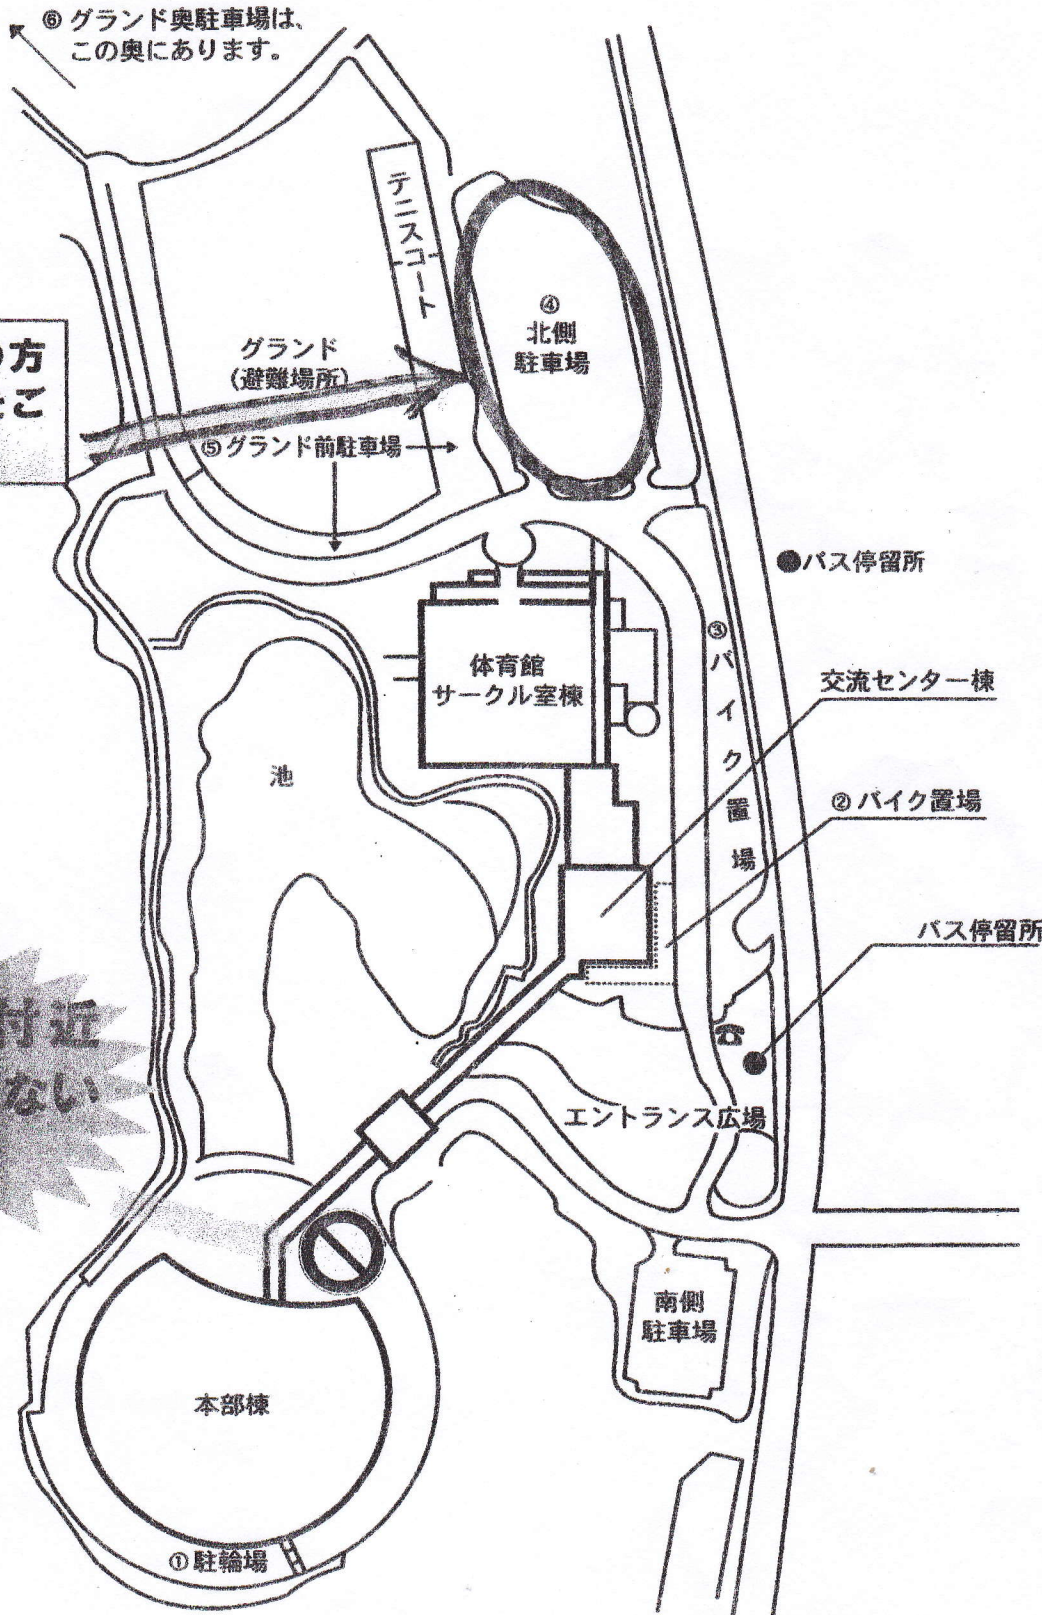 ⑥ グランド奥駐車場は、
この奥にあります。
テニスコート
④
北側
駐車場
の方
こ
グランド
(避難場所)
⑤ グランド前駐車場
●バス停留所
③バイク置場
体育館
サークル室棟
交流センター棟
池
② バイク置場
バス停留所
付近
ない
☎
エントランス広場
南側
駐車場
本部棟
① 駐輪場